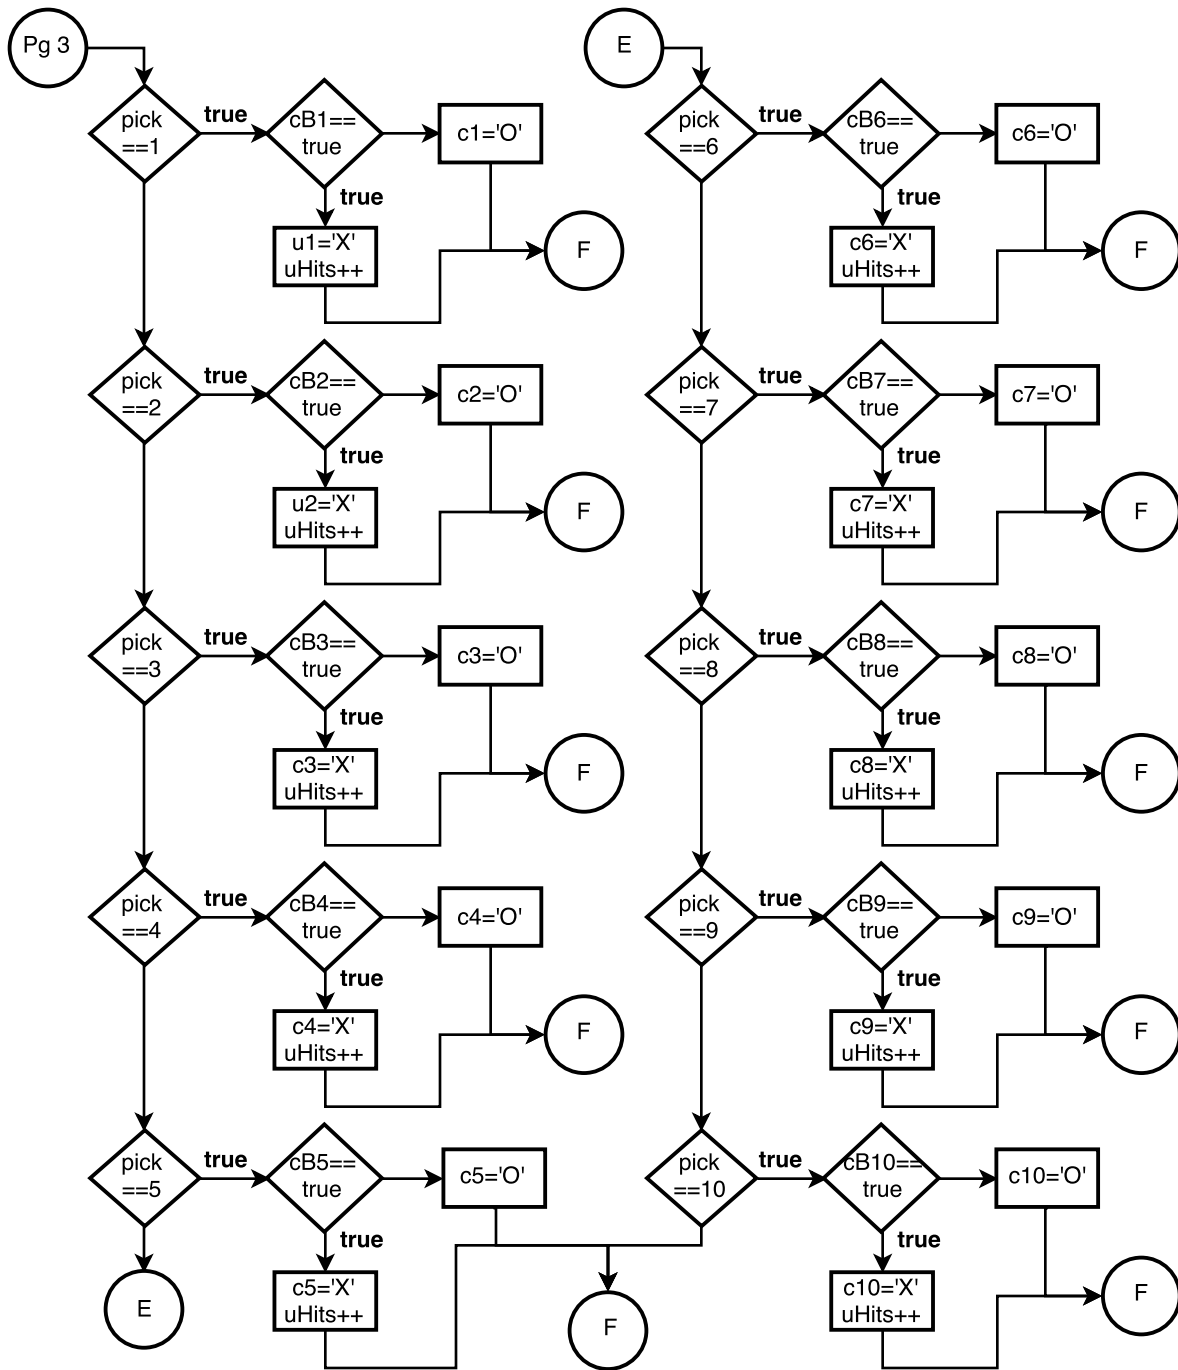 Pg 3
pick
==1
true
cB1==
true
c1='O'
true
u1='X'
uHits++
F
pick
==2
true
cB2==
true
c2='O'
true
u2='X'
uHits++
F
pick
==3
true
cB3==
true
c3='O'
true
c3='X'
uHits++
F
pick
==4
true
cB4==
true
c4='O'
true
c4='X'
uHits++
F
pick
==5
true
cB5==
true
c5='O'
true
c5='X'
uHits++
E
F
E
pick
==6
true
cB6==
true
c6='O'
true
c6='X'
uHits++
F
pick
==7
true
cB7==
true
c7='O'
true
c7='X'
uHits++
F
pick
==8
true
cB8==
true
c8='O'
true
c8='X'
uHits++
F
pick
==9
true
cB9==
true
c9='O'
true
c9='X'
uHits++
F
pick
==10
true
cB10==
true
c10='O'
true
c10='X'
uHits++
F